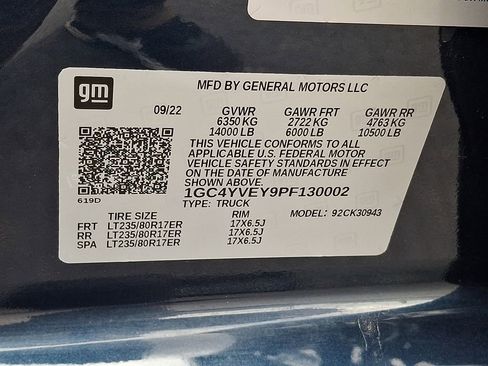 gm
MFD BY GENERAL MOTORS LLC
09/22 GVWR GAWR FRT GAWR RR
6350 KG 2722 KG 4763 KG
14000 LB 6000 LB 10500 LB
THIS VEHICLE CONFORMS TO ALL
APPLICABLE U.S. FEDERAL MOTOR
VEHICLE SAFETY STANDARDS IN EFFECT
ON THE DATE OF MANUFACTURE
SHOWN ABOVE.
1GC4YVEY9PF130002
619D TYPE: TRUCK
TIRE SIZE RIM MODEL: 92CK30943
FRT LT235/80R17ER 17X6.5J
RR LT235/80R17ER 17X6.5J
SPA LT235/80R17ER 17X6.5J